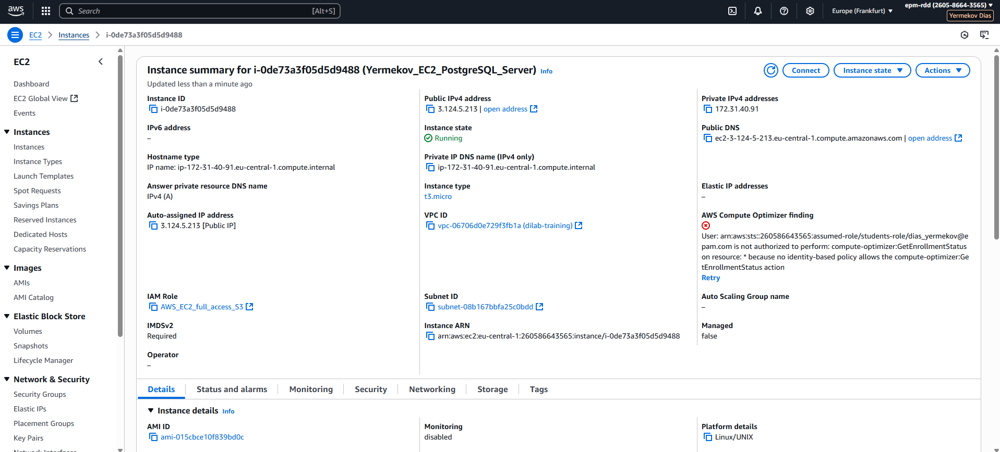 aws
Search
[Alt+S]
Europe (Frankfurt)
epm-rdd (2605-8664-3565)
Yermekov Dias
EC2
Instances
i-0de73a3f05d5d9488
EC2
Dashboard
EC2 Global View
Events
Instances
Instances
Instance Types
Launch Templates
Spot Requests
Savings Plans
Reserved Instances
Dedicated Hosts
Capacity Reservations
Images
AMIs
AMI Catalog
Elastic Block Store
Volumes
Snapshots
Lifecycle Manager
Network & Security
Security Groups
Elastic IPs
Placement Groups
Key Pairs
Network Interfaces
Instance summary for i-0de73a3f05d5d9488 (Yermekov_EC2_PostgreSQL_Server) Info
Updated less than a minute ago
Connect
Instance state
Actions
Instance ID
i-0de73a3f05d5d9488
Public IPv4 address
3.124.5.213 | open address
Private IPv4 addresses
172.31.40.91
IPv6 address
–
Instance state
Running
Public DNS
ec2-3-124-5-213.eu-central-1.compute.amazonaws.com | open address
Hostname type
IP name: ip-172-31-40-91.eu-central-1.compute.internal
Private IP DNS name (IPv4 only)
ip-172-31-40-91.eu-central-1.compute.internal
Answer private resource DNS name
IPv4 (A)
Instance type
t3.micro
Elastic IP addresses
–
Auto-assigned IP address
3.124.5.213 [Public IP]
VPC ID
vpc-06706d0e729f3fb1a (dilab-training)
AWS Compute Optimizer finding
User: arn:aws:sts::260586643565:assumed-role/students-role/dias_yermekov@e
pam.com is not authorized to perform: compute-optimizer:GetEnrollmentStatus
on resource: * because no identity-based policy allows the compute-optimizer:Ge
tEnrollmentStatus action
Retry
IAM Role
AWS_EC2_full_access_S3
Subnet ID
subnet-08b167bbfa25c0bdd
Auto Scaling Group name
–
IMDSv2
Required
Instance ARN
arn:aws:ec2:eu-central-1:260586643565:instance/i-0de73a3f05d5d9488
Managed
false
Operator
–
Details
Status and alarms
Monitoring
Security
Networking
Storage
Tags
Instance details Info
AMI ID
ami-015cbce10f839bd0c
Monitoring
disabled
Platform details
Linux/UNIX